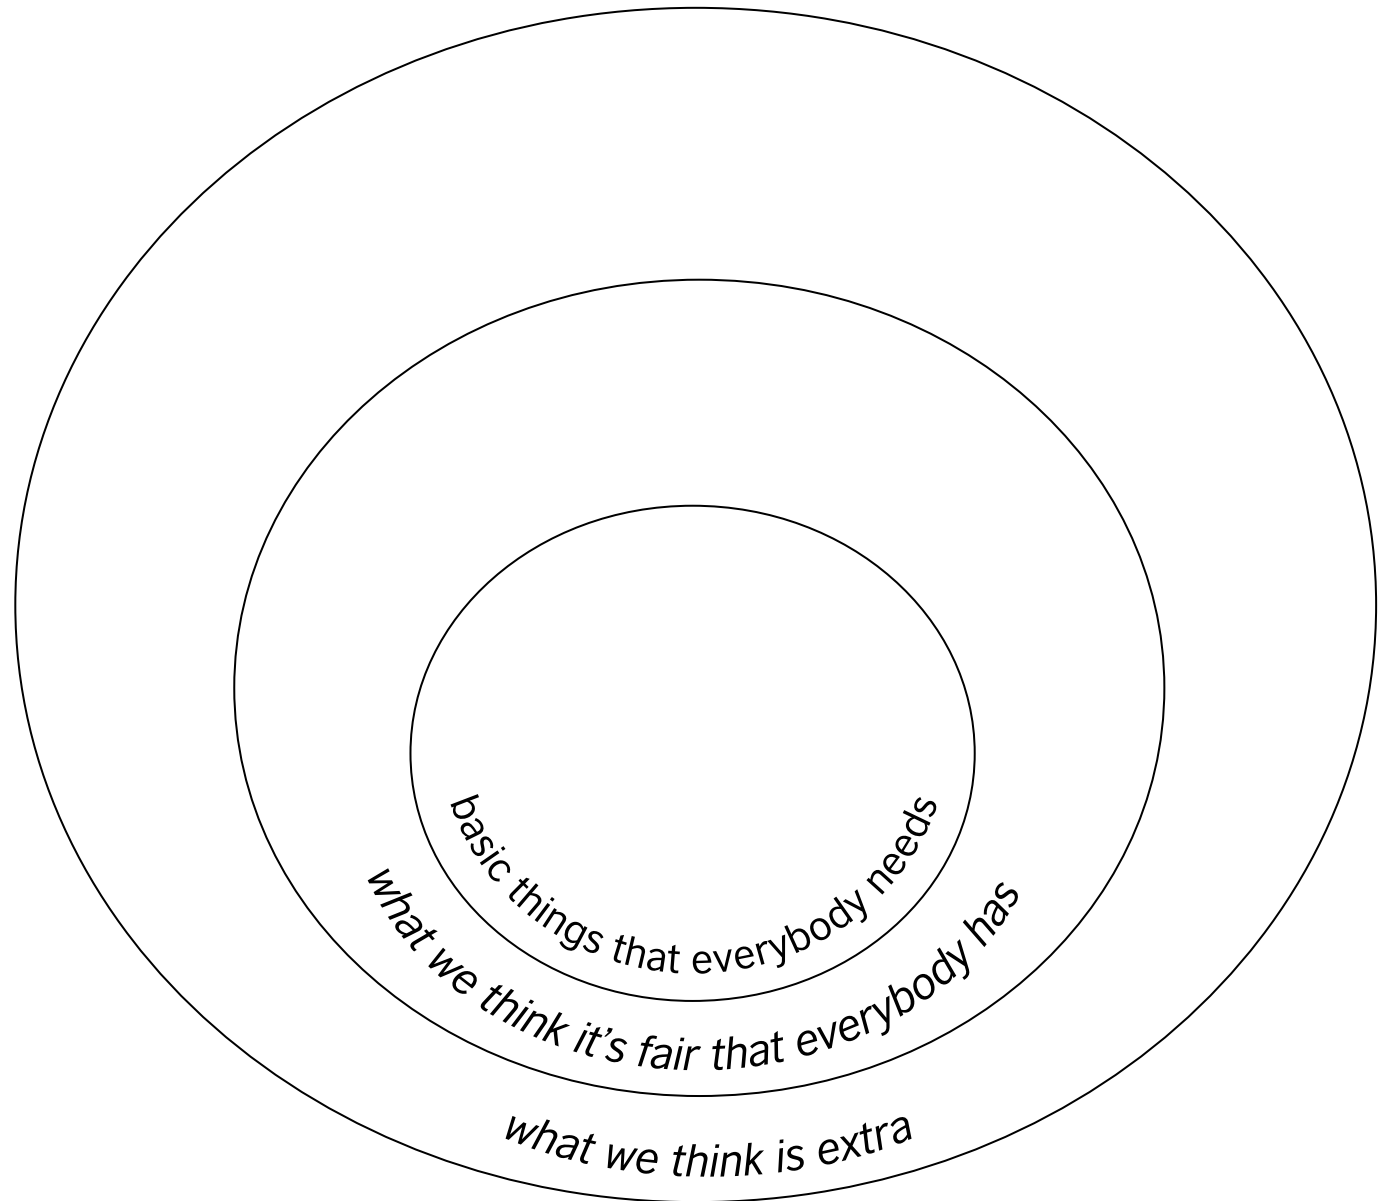 basic things that everybody needs
what we think it’s fair that everybody has
what we think is extra